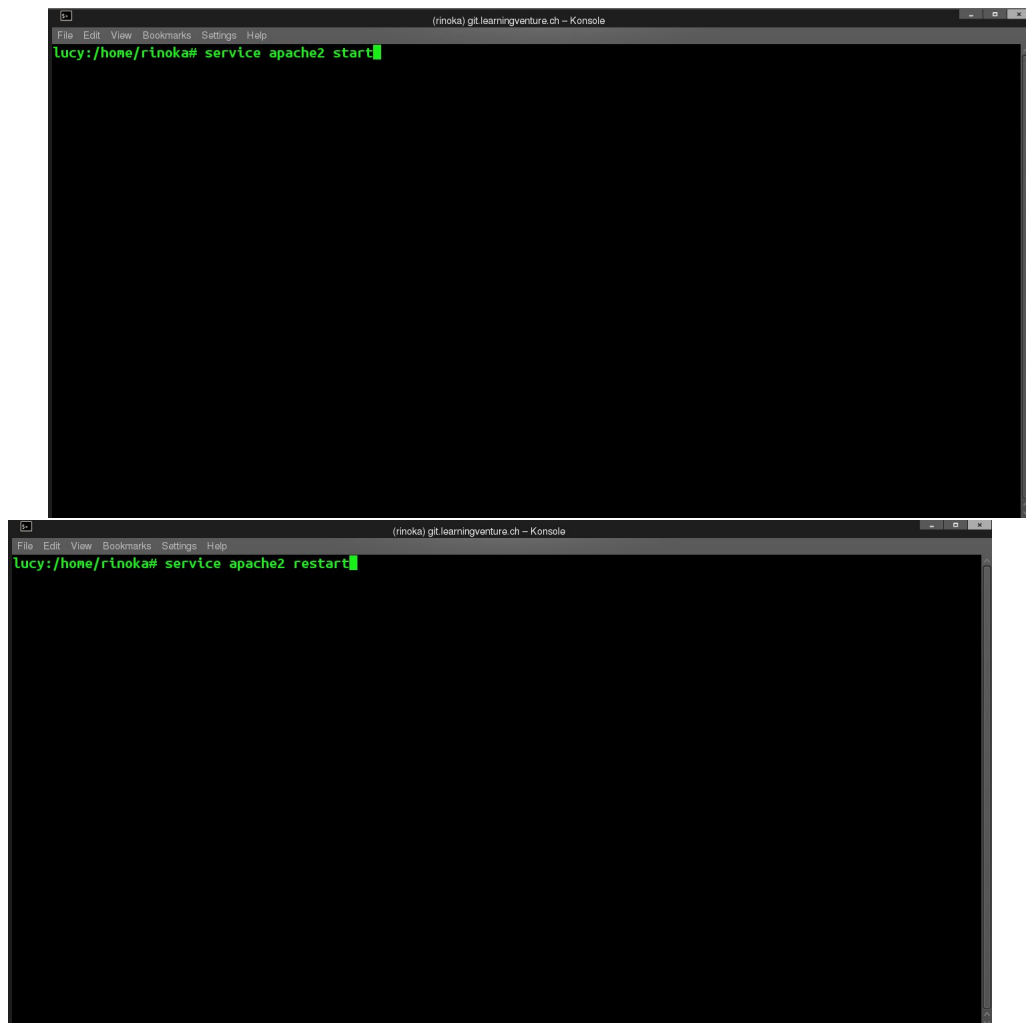 (rinoka) git.learningventure.ch – Konsole
File Edit View Bookmarks Settings Help
lucy:/home/rinoka# service apache2 start
(rinoka) git.learningventure.ch – Konsole
File Edit View Bookmarks Settings Help
lucy:/home/rinoka# service apache2 restart